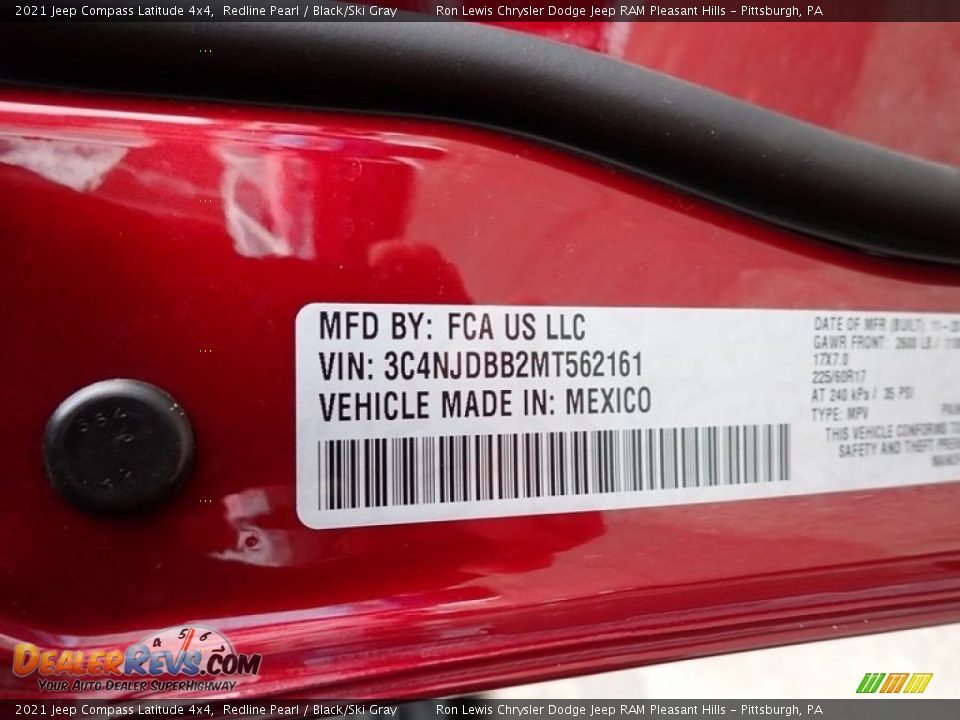 2021 Jeep Compass Latitude 4x4, Redline Pearl / Black/Ski Gray Ron Lewis Chrysler Dodge Jeep RAM Pleasant Hills - Pittsburgh, PA
MFD BY: FCA US LLC
VIN: 3C4NJDBB2MT562161
VEHICLE MADE IN: MEXICO
DATE OF MFR (BUILT): 11-20
GAWR FRONT: 2600 LB /
17X7.0
225/60R17
AT 240 kPa / 35 PSI
TYPE: MPV
THIS VEHICLE CONFORMS TO
SAFETY AND THEFT
4 5 6
DEALERREVS.COM
YOUR AUTO DEALER SUPERHIGHWAY
2021 Jeep Compass Latitude 4x4, Redline Pearl / Black/Ski Gray Ron Lewis Chrysler Dodge Jeep RAM Pleasant Hills - Pittsburgh, PA